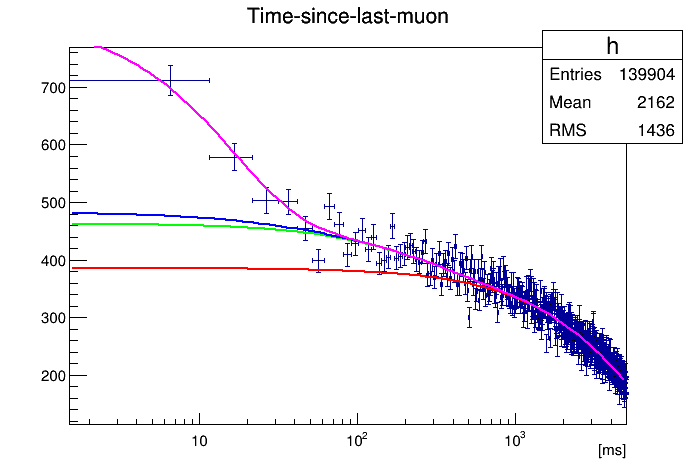 Time-since-last-muon
h
Entries 139904
Mean 2162
RMS 1436
700
600
500
400
300
200
10
10²
10³
[ms]